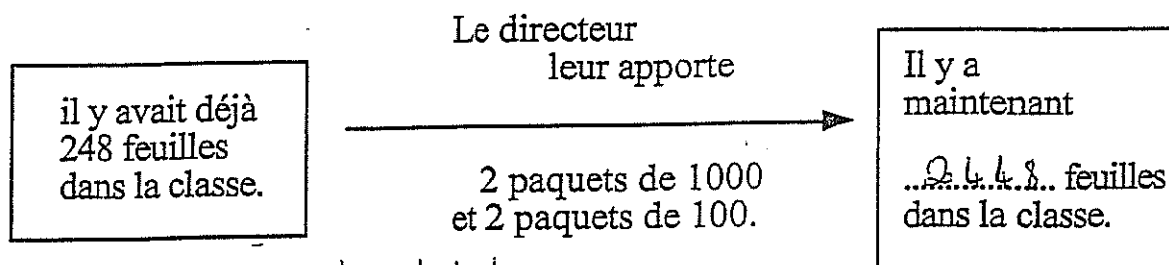 il y avait déjà
248 feuilles
dans la classe.
Le directeur
leur apporte
2 paquets de 1000
et 2 paquets de 100.
Il y a
maintenant
...2448.. feuilles
dans la classe.